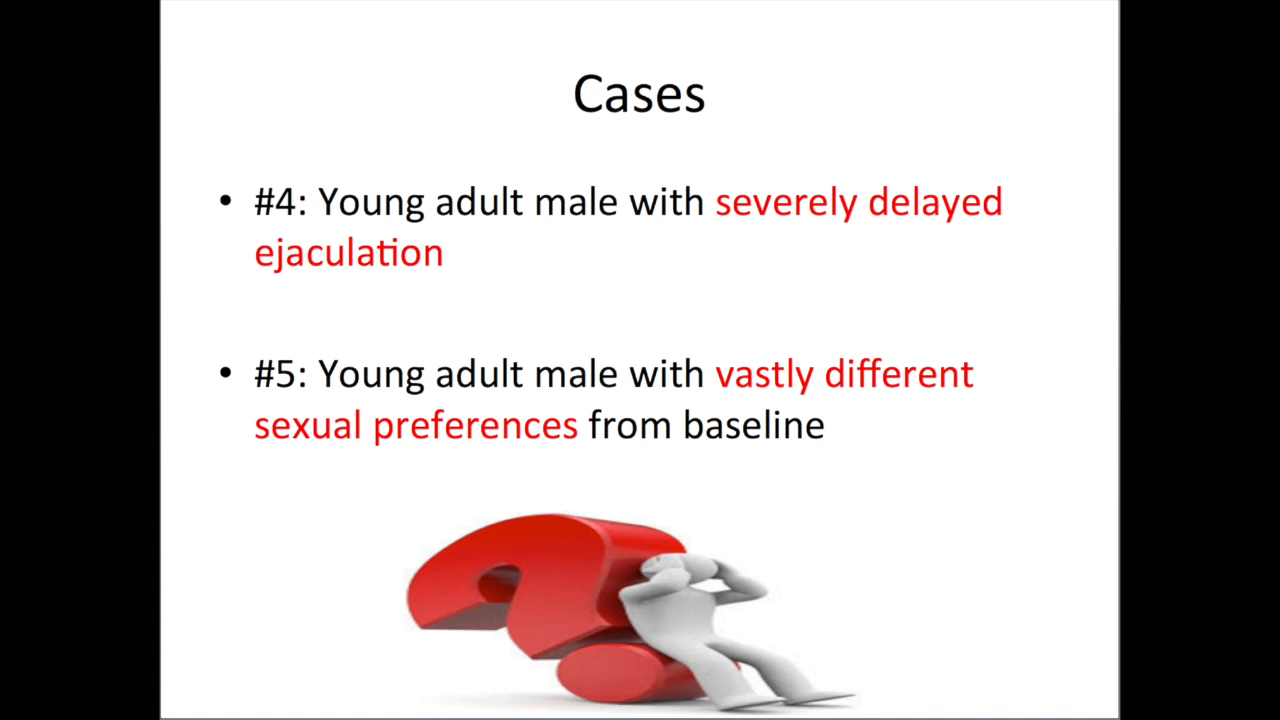 Cases
• #4: Young adult male with severely delayed
ejaculation
• #5: Young adult male with vastly different
sexual preferences from baseline